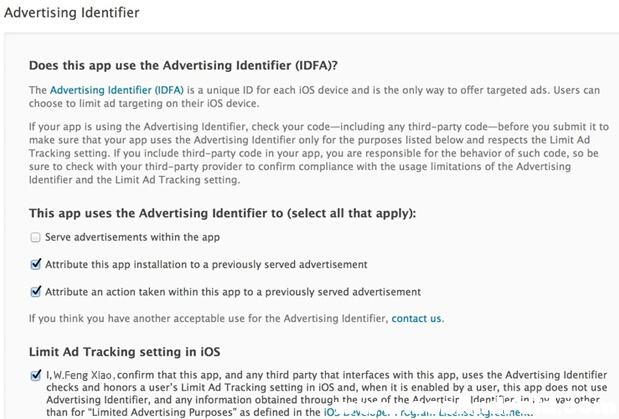 Advertising Identifier
Does this app use the Advertising Identifier (IDFA)?
The Advertising Identifier (IDFA) is a unique ID for each iOS device and is the only way to offer targeted ads. Users can
choose to limit ad targeting on their iOS device.
If your app is using the Advertising Identifier, check your code—including any third-party code—before you submit it to
make sure that your app uses the Advertising Identifier only for the purposes listed below and respects the Limit Ad
Tracking setting. If you include third-party code in your app, you are responsible for the behavior of such code, so be
sure to check with your third-party provider to confirm compliance with the usage limitations of the Advertising
Identifier and the Limit Ad Tracking setting.
This app uses the Advertising Identifier to (select all that apply):
Serve advertisements within the app
Attribute this app installation to a previously served advertisement
Attribute an action taken within this app to a previously served advertisement
If you think you have another acceptable use for the Advertising Identifier, contact us.
Limit Ad Tracking setting in iOS
I, W.Feng Xiao, confirm that this app, and any third party that interfaces with this app, uses the Advertising Identifier
checks and honors a user's Limit Ad Tracking setting in iOS and, when it is enabled by a user, this app does not use
Advertising Identifier, and any information obtained through the use of the in any way other
than for "Limited Advertising Purposes" as defined in the